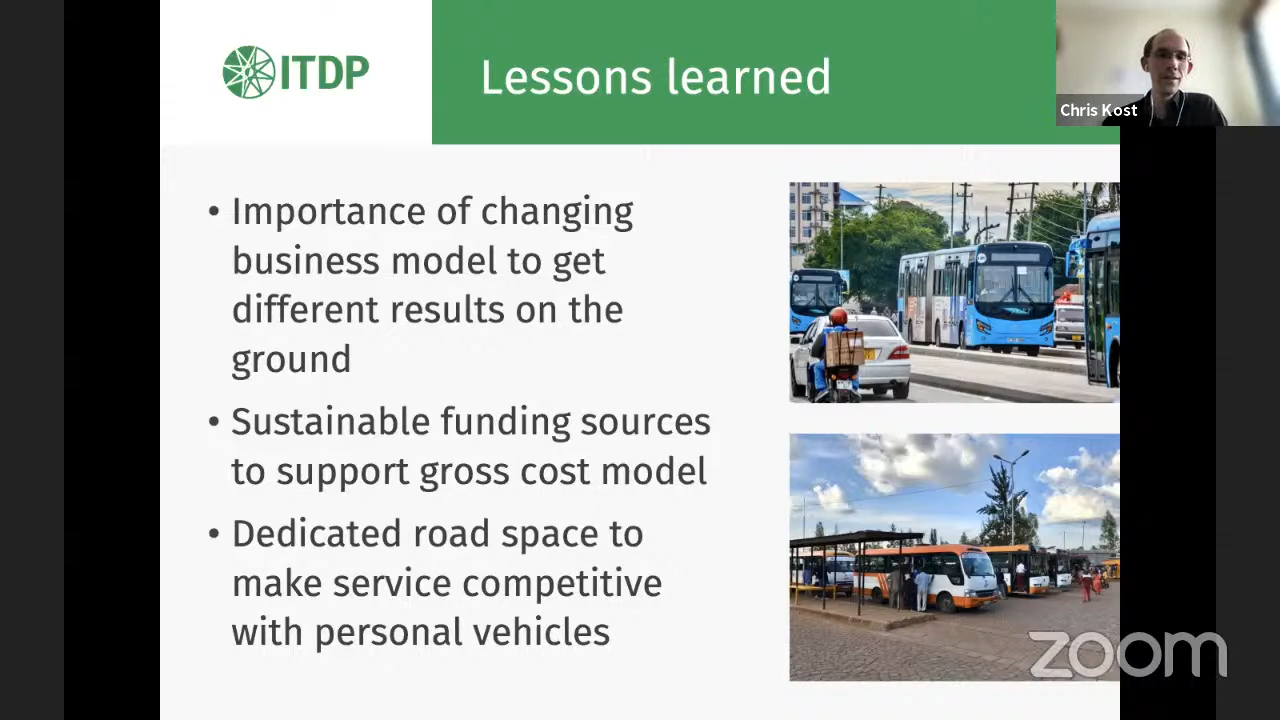 ITDP
Lessons learned
Chris Kost
• Importance of changing
business model to get
different results on the
ground
• Sustainable funding sources
to support gross cost model
• Dedicated road space to
make service competitive
with personal vehicles
zoom